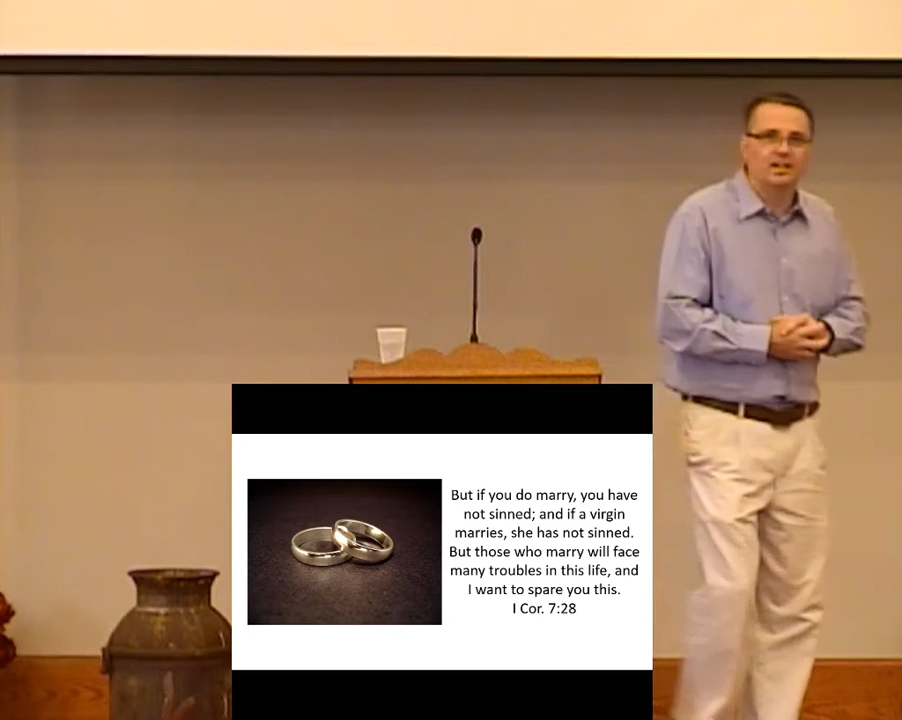 But if you do marry, you have
not sinned; and if a virgin
marries, she has not sinned.
But those who marry will face
many troubles in this life, and
I want to spare you this.
I Cor. 7:28